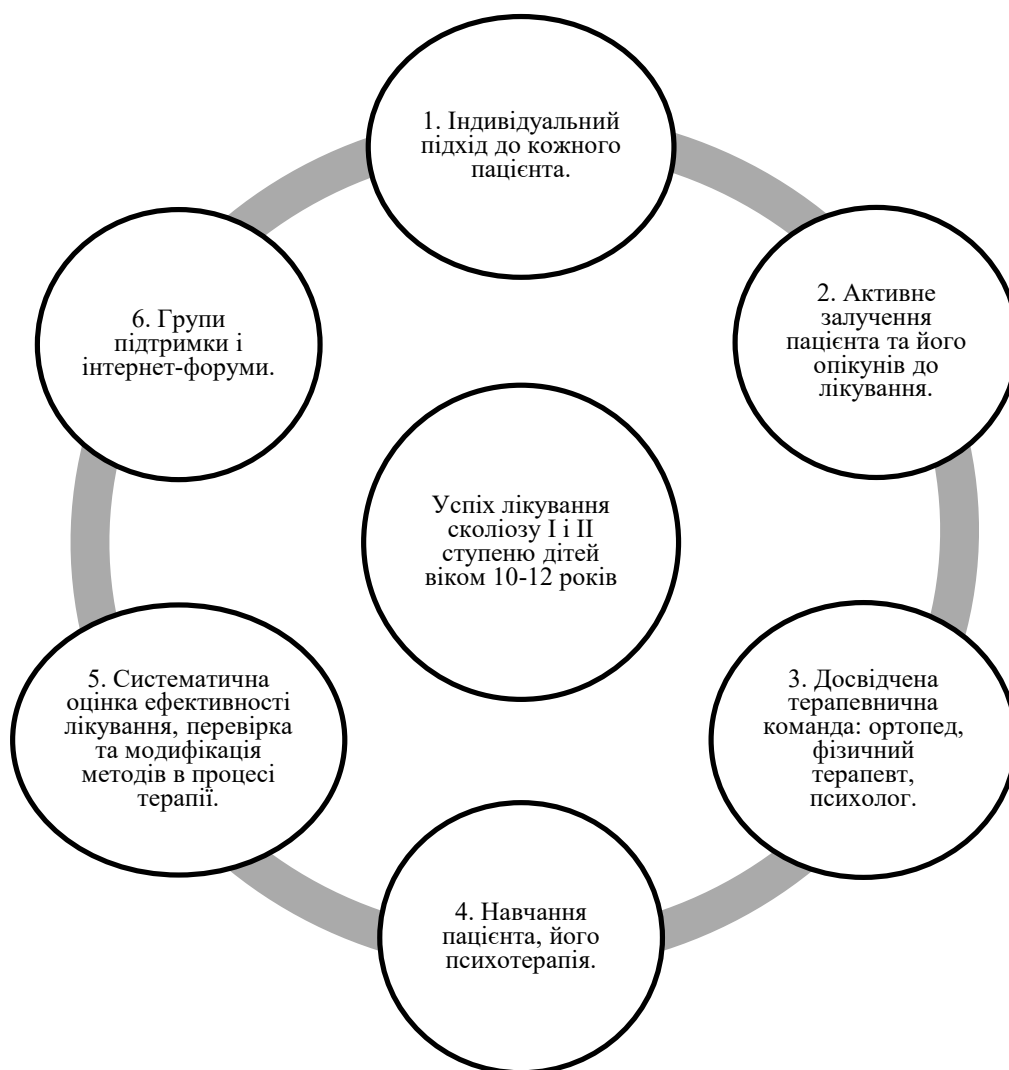 1. Індивідуальний
підхід до кожного
пацієнта.
2. Активне
залучення
пацієнта та його
опікунів до
лікування.
3. Досвідчена
терапевнична
команда: ортопед,
фізичний
терапевт,
психолог.
4. Навчання
пацієнта, його
психотерапія.
5. Систематична
оцінка ефективності
лікування, перевірка
та модифікація
методів в процесі
терапії.
6. Групи
підтримки і
інтернет-форуми.
Успіх лікування
сколіозу І і ІІ
ступеню дітей
віком 10-12 років